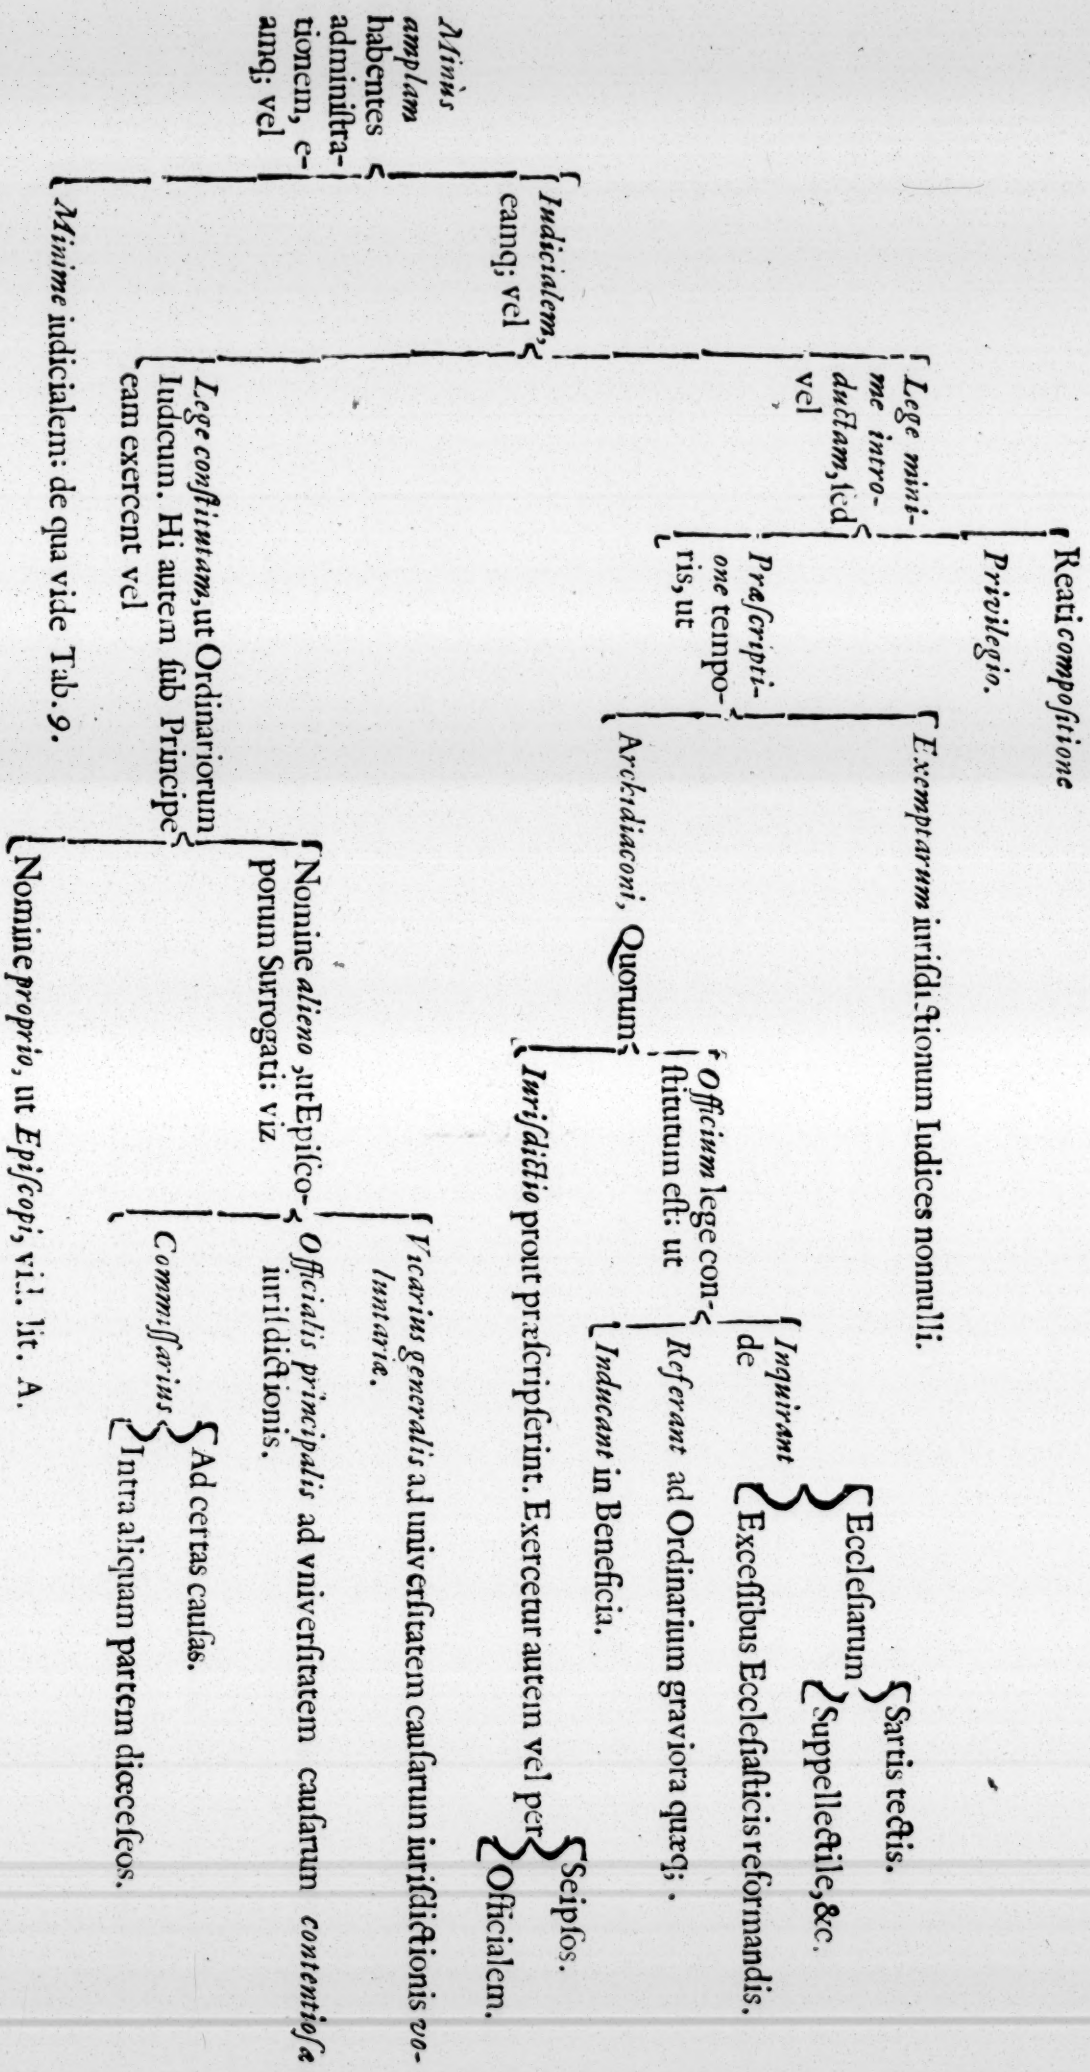 Minùs
amplam
habentes
adminiſtra-
tionem, e-
amq; vel
Iudicialem,
eamq; vel
Lege mini-
me intro-
ductam, ſed
vel
Reati compoſitione
Privilegio.
Præſcripti-
one tempo-
ris, ut
Exemptarum iuriſdictionum Iudices nonnulli.
Archidiaconi, Quorum
Officium lege con-
ſtitutum eſt: ut
Inquirant
de
Eccleſiarum
Sartis tectis.
Suppellectile, &c.
Exceſſibus Eccleſiaſticis reformandis.
Referant ad Ordinarium graviora quæq; .
Inducant in Beneficia.
Iuriſdictio prout præſcripſerint. Exercetur autem vel per
Seipſos.
Officialem.
Lege conſtitutam, ut Ordinariorum
Iudicum. Hi autem ſub Principe
eam exercent vel
Nomine alieno, ut Epiſco-
porum Surrogati: viz
Vicarius generalis ad univerſitatem cauſarum iuriſdictionis vo-
luntariæ.
Officialis principalis ad vniverſitatem cauſarum contentioſæ
iuriſdictionis.
Commiſſarius
Ad certas cauſas.
Intra aliquam partem diœceſeos.
Nomine proprio, ut Epiſcopi, vid. lit. A.
Minime iudicialem: de qua vide Tab. 9.